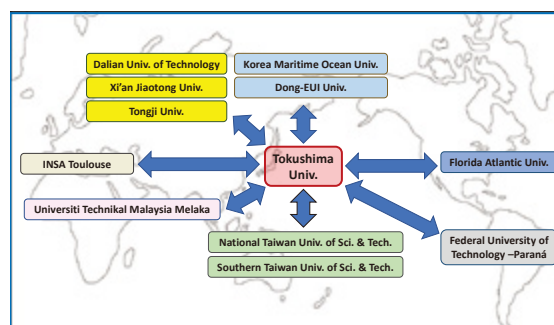 Dalian Univ. of Technology
Korea Maritime Ocean Univ.
Xi'an Jiaotong Univ.
Dong-EUI Univ.
Tongji Univ.
INSA Toulouse
Tokushima
Univ.
Florida Atlantic Univ.
Universiti Technikal Malaysia Melaka
National Taiwan Univ. of Sci. & Tech.
Southern Taiwan Univ. of Sci. & Tech.
Federal University of
Technology –Paraná